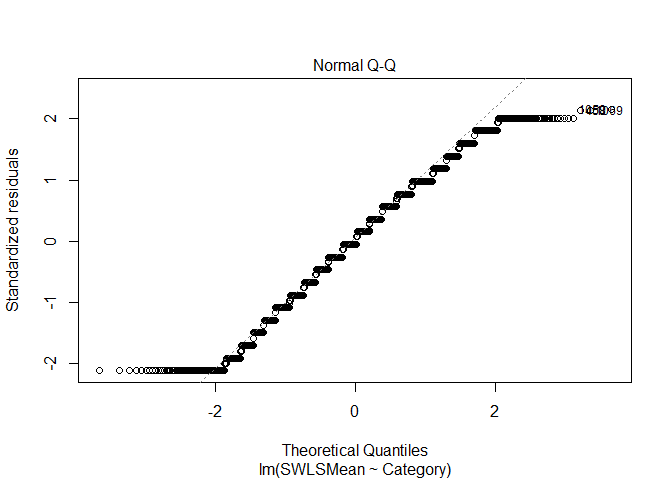 Normal Q-Q
Standardized residuals
2
1
0
-1
-2
-2
0
2
Theoretical Quantiles
lm(SWLSMean ~ Category)